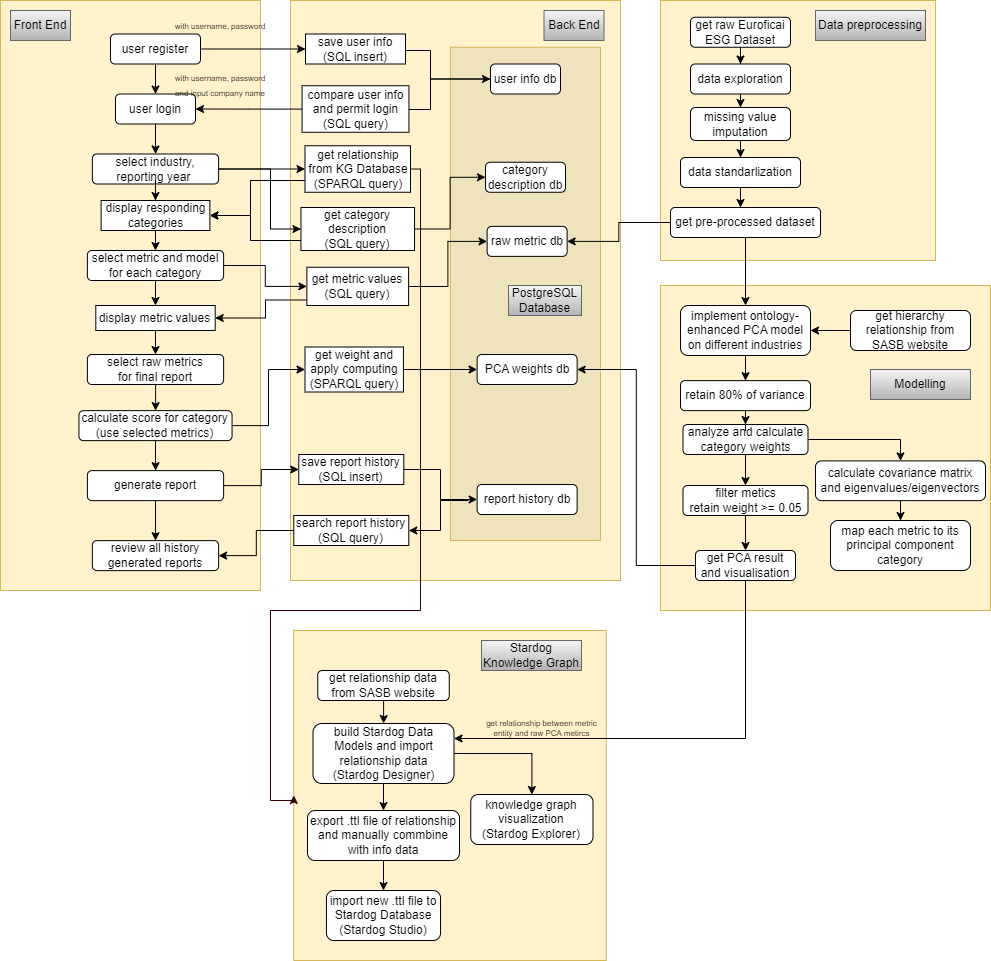 Front End
with username, password
user register
with username, password
and input company name
user login
select industry,
reporting year
display responding
categories
select metric and model
for each category
display metric values
select raw metrics
for final report
calculate score for category
(use selected metrics)
generate report
review all history
generated reports
Back End
save user info
(SQL insert)
compare user info
and permit login
(SQL query)
get relationship
from KG Database
(SPARQL query)
get category
description
(SQL query)
get metric values
(SQL query)
get weight and
apply computing
(SPARQL query)
save report history
(SQL insert)
search report history
(SQL query)
user info db
category
description db
raw metric db
PostgreSQL
Database
PCA weights db
report history db
Data preprocessing
get raw Euroficai
ESG Dataset
data exploration
missing value
imputation
data standarlization
get pre-processed dataset
Modelling
implement ontology-
enhanced PCA model
on different industries
get hierarchy
relationship from
SASB website
retain 80% of variance
analyze and calculate
category weights
calculate covariance matrix
and eigenvalues/eigenvectors
filter metics
retain weight >= 0.05
map each metric to its
principal component
category
get PCA result
and visualisation
Stardog
Knowledge Graph
get relationship data
from SASB website
get relationship between metric
entity and raw PCA metircs
build Stardog Data
Models and import
relationship data
(Stardog Designer)
knowledge graph
visualization
(Stardog Explorer)
export .ttl file of relationship
and manually commbine
with info data
import new .ttl file to
Stardog Database
(Stardog Studio)